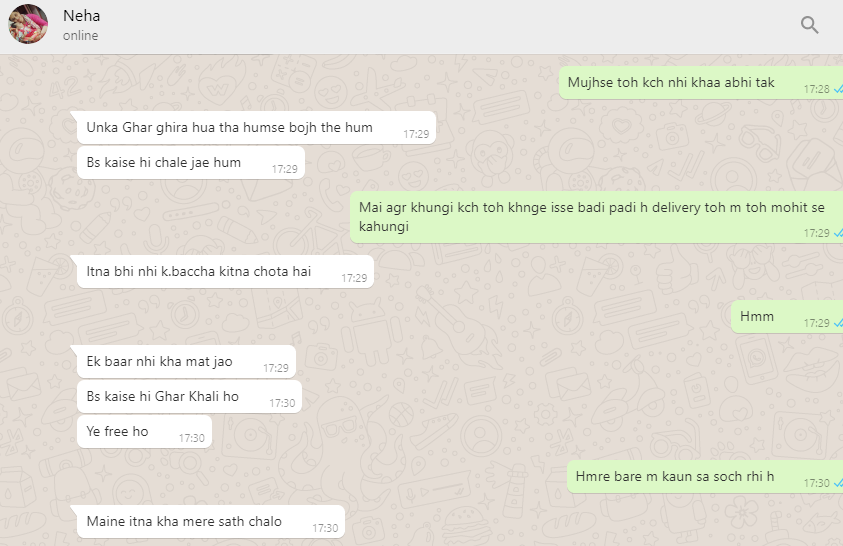 Neha
online
Mujhse toh kch nhi khaa abhi tak
17:28
Unka Ghar ghira hua tha humse bojh the hum
17:29
Bs kaise hi chale jae hum
17:29
Mai agr khungi kch toh khnge isse badi padi h delivery toh m toh mohit se
kahungi
17:29
Itna bhi nhi k.baccha kitna chota hai
17:29
Hmm
17:29
Ek baar nhi kha mat jao
17:29
Bs kaise hi Ghar Khali ho
17:30
Ye free ho
17:30
Hmre bare m kaun sa soch rhi h
17:30
Maine itna kha mere sath chalo
17:30